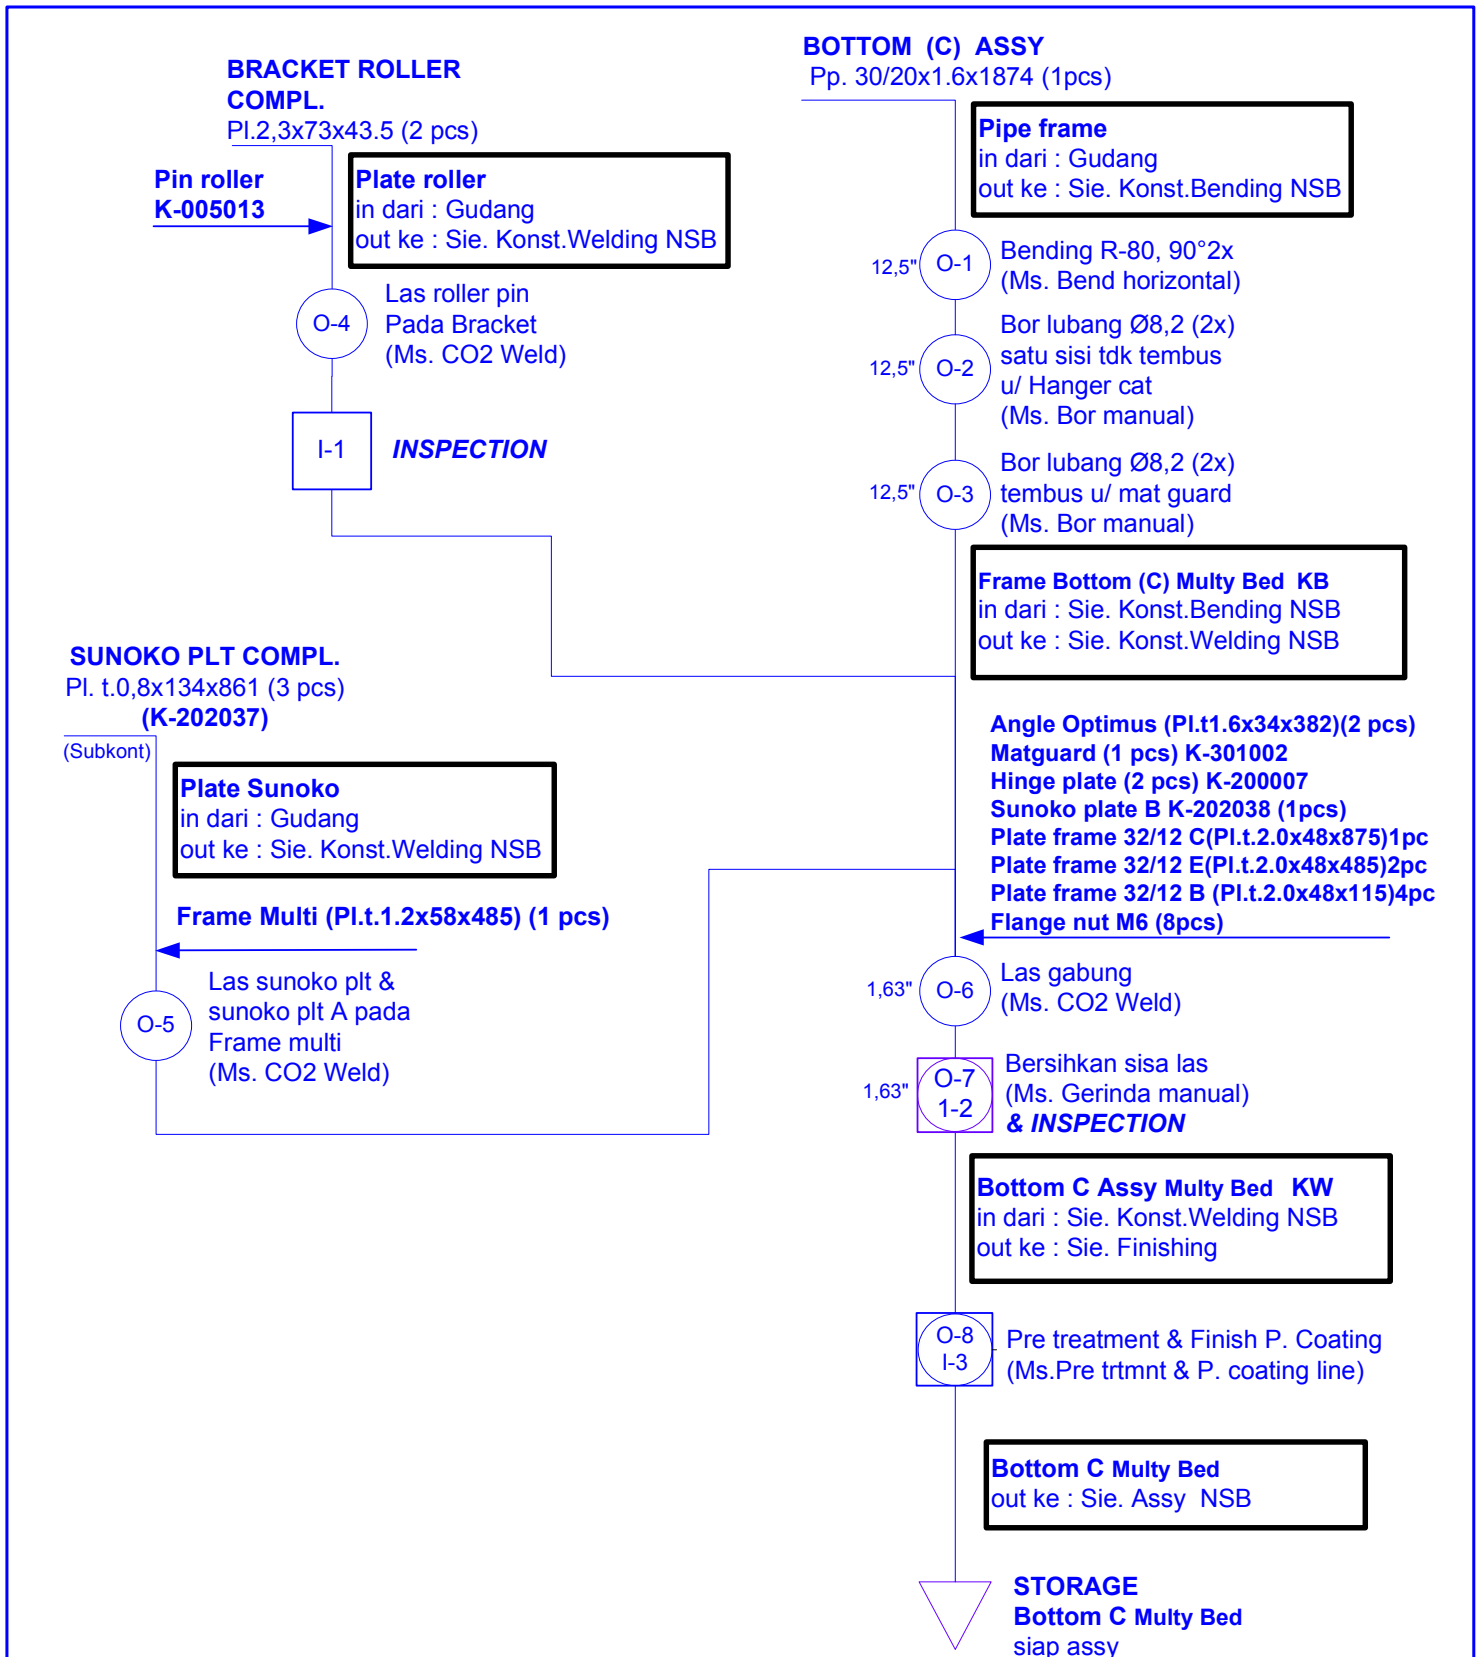 BRACKET ROLLER
COMPL.
Pl.2,3x73x43.5 (2 pcs)
Pin roller
K-005013
Plate roller
in dari : Gudang
out ke : Sie. Konst.Welding NSB
O-4
Las roller pin
Pada Bracket
(Ms. CO2 Weld)
I-1
INSPECTION
BOTTOM (C) ASSY
Pp. 30/20x1.6x1874 (1pcs)
Pipe frame
in dari : Gudang
out ke : Sie. Konst.Bending NSB
12,5"
O-1
Bending R-80, 90°2x
(Ms. Bend horizontal)
12,5"
O-2
Bor lubang Ø8,2 (2x)
satu sisi tdk tembus
u/ Hanger cat
(Ms. Bor manual)
12,5"
O-3
Bor lubang Ø8,2 (2x)
tembus u/ mat guard
(Ms. Bor manual)
Frame Bottom (C) Multy Bed KB
in dari : Sie. Konst.Bending NSB
out ke : Sie. Konst.Welding NSB
SUNOKO PLT COMPL.
Pl. t.0,8x134x861 (3 pcs)
(K-202037)
(Subkont)
Plate Sunoko
in dari : Gudang
out ke : Sie. Konst.Welding NSB
Frame Multi (Pl.t.1.2x58x485) (1 pcs)
O-5
Las sunoko plt &
sunoko plt A pada
Frame multi
(Ms. CO2 Weld)
Angle Optimus (Pl.t1.6x34x382)(2 pcs)
Matguard (1 pcs) K-301002
Hinge plate (2 pcs) K-200007
Sunoko plate B K-202038 (1pcs)
Plate frame 32/12 C(Pl.t.2.0x48x875)1pc
Plate frame 32/12 E(Pl.t.2.0x48x485)2pc
Plate frame 32/12 B (Pl.t.2.0x48x115)4pc
Flange nut M6 (8pcs)
1,63"
O-6
Las gabung
(Ms. CO2 Weld)
1,63"
O-7
1-2
Bersihkan sisa las
(Ms. Gerinda manual)
& INSPECTION
Bottom C Assy Multy Bed KW
in dari : Sie. Konst.Welding NSB
out ke : Sie. Finishing
O-8
I-3
Pre treatment & Finish P. Coating
(Ms.Pre trtmnt & P. coating line)
Bottom C Multy Bed
out ke : Sie. Assy NSB
STORAGE
Bottom C Multy Bed
siap assy